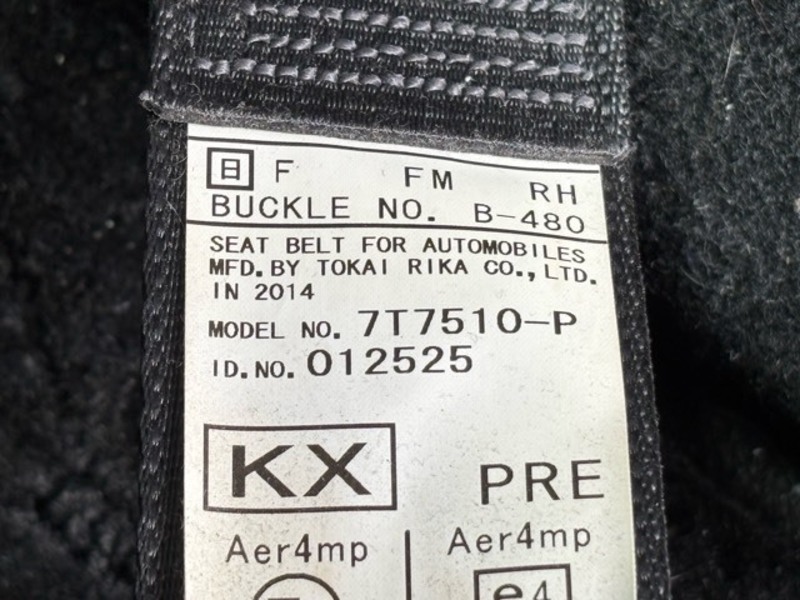 日 F FM RH
BUCKLE NO. B-480
SEAT BELT FOR AUTOMOBILES
MFD. BY TOKAI RIKA CO., LTD.
IN 2014
MODEL NO. 7T7510-P
ID. NO. 012525
KX PRE
Aer4mp Aer4mp
e4